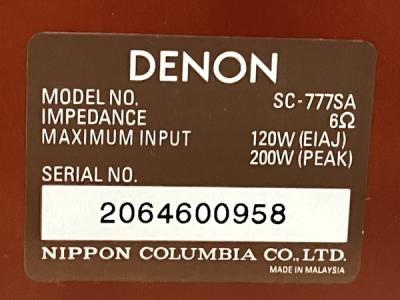 DENON
MODEL NO. SC-777SA
IMPEDANCE 6Ω
MAXIMUM INPUT 120W (EIAJ)
200W (PEAK)
SERIAL NO.
2064600958
NIPPON COLUMBIA CO., LTD.
MADE IN MALAYSIA